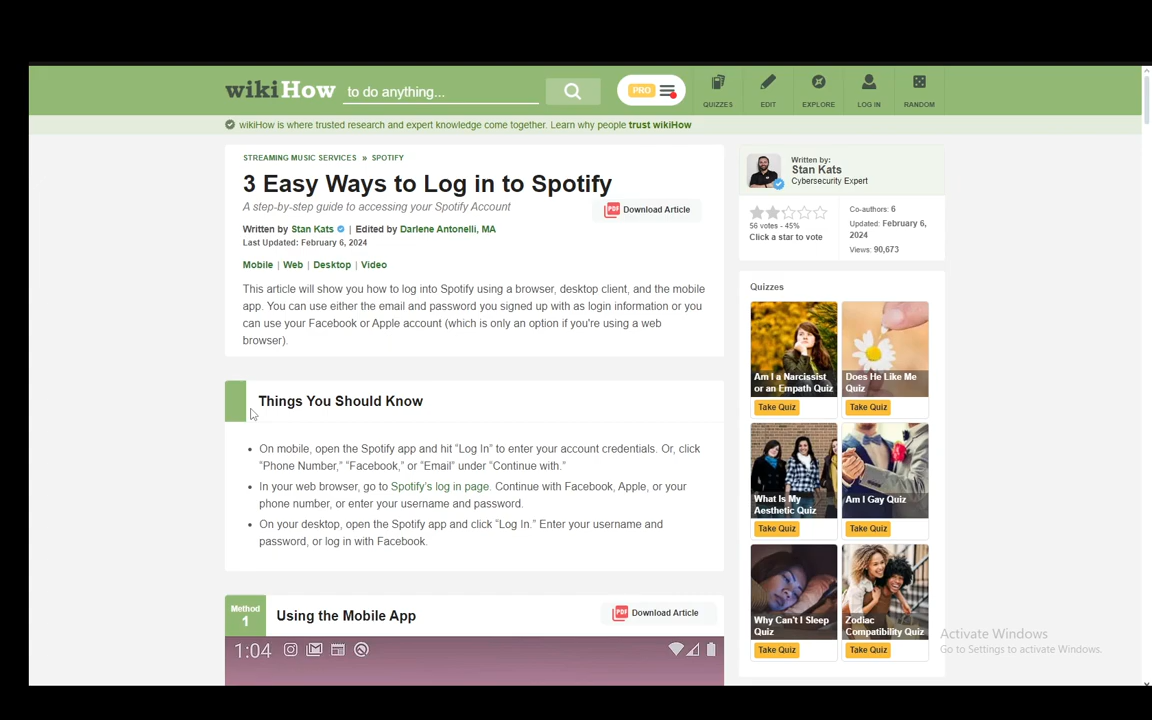 wikiHow to do anything... PRO
QUIZZES EDIT EXPLORE LOG IN RANDOM
wikiHow is where trusted research and expert knowledge come together. Learn why people trust wikiHow
STREAMING MUSIC SERVICES » SPOTIFY
3 Easy Ways to Log in to Spotify
A step-by-step guide to accessing your Spotify Account
PDF Download Article
Written by Stan Kats | Edited by Darlene Antonelli, MA
Last Updated: February 6, 2024
Mobile | Web | Desktop | Video
This article will show you how to log into Spotify using a browser, desktop client, and the mobile
app. You can use either the email and password you signed up with as login information or you
can use your Facebook or Apple account (which is only an option if you're using a web
browser).
Things You Should Know
• On mobile, open the Spotify app and hit "Log In" to enter your account credentials. Or, click
"Phone Number," "Facebook," or "Email" under "Continue with."
• In your web browser, go to Spotify's log in page. Continue with Facebook, Apple, or your
phone number, or enter your username and password.
• On your desktop, open the Spotify app and click "Log In." Enter your username and
password, or log in with Facebook.
Method
1
Using the Mobile App
PDF Download Article
1:04
Written by:
Stan Kats
Cybersecurity Expert
56 votes - 45%
Click a star to vote
Co-authors: 6
Updated: February 6,
2024
Views: 90,673
Quizzes
Am I a Narcissist
or an Empath Quiz
Take Quiz
Does He Like Me
Quiz
Take Quiz
What Is My
Aesthetic Quiz
Take Quiz
Am I Gay Quiz
Take Quiz
Why Can't I Sleep
Quiz
Take Quiz
Zodiac
Compatibility Quiz
Take Quiz
Activate Windows
Go to Settings to activate Windows.